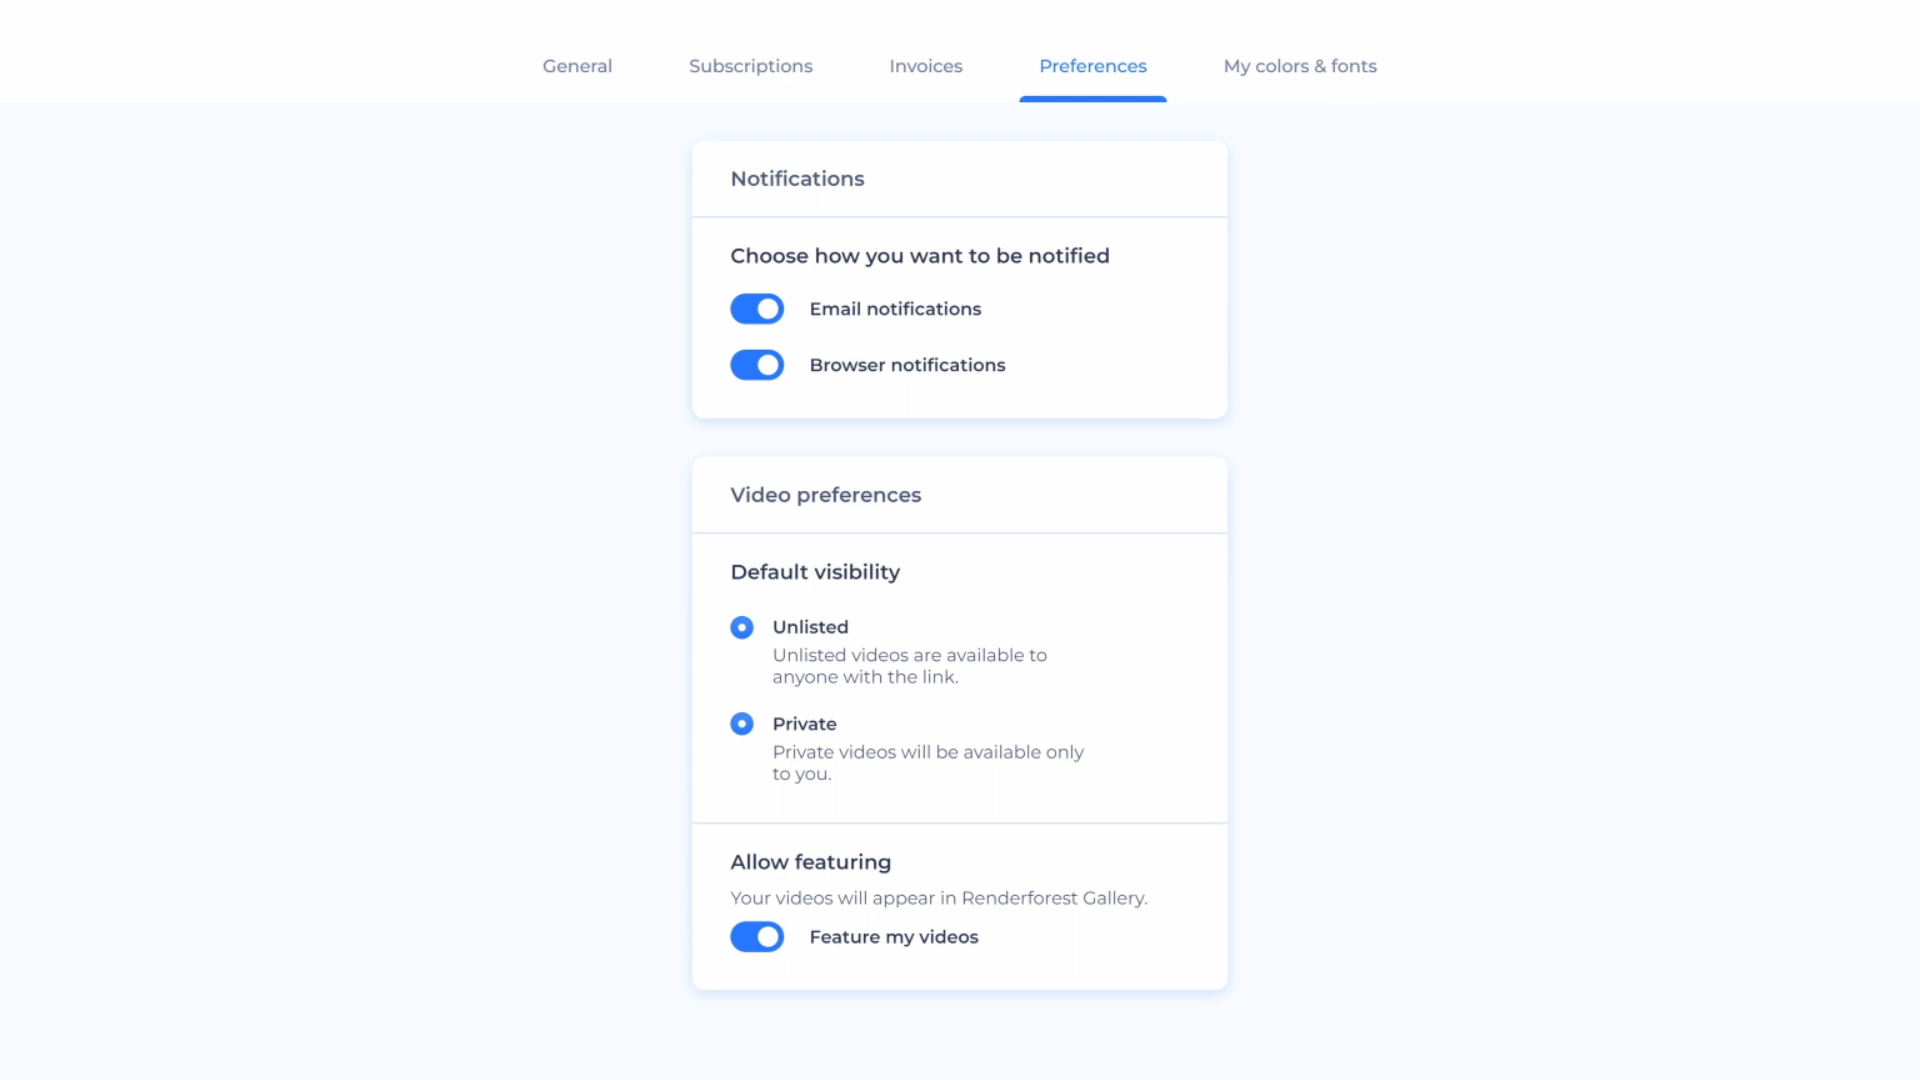 General
Subscriptions
Invoices
Preferences
My colors & fonts
Notifications
Choose how you want to be notified
Email notifications
Browser notifications
Video preferences
Default visibility
Unlisted
Unlisted videos are available to
anyone with the link.
Private
Private videos will be available only
to you.
Allow featuring
Your videos will appear in Renderforest Gallery.
Feature my videos